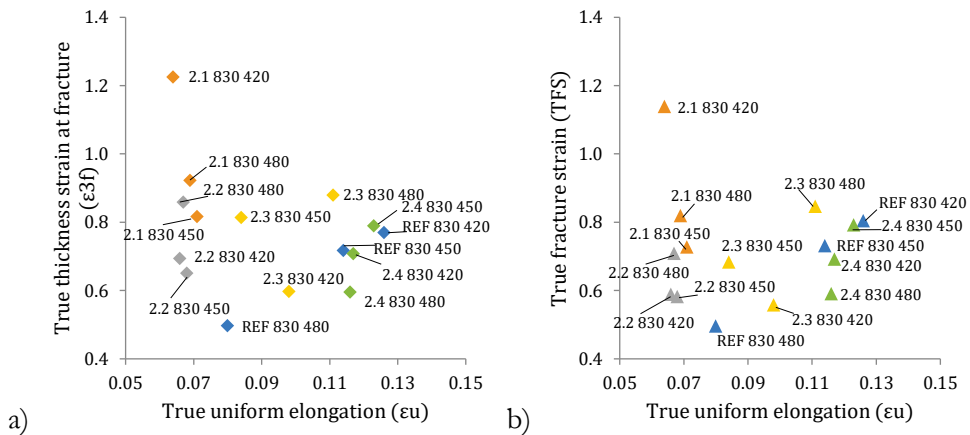 1.4
1.2
1.0
0.8
0.6
0.4
True thickness strain at fracture
(ε3f)
2.1 830 420
2.1 830 480
2.2 830 480
2.3 830 480
2.4 830 450
2.3 830 450
REF 830 420
2.1 830 450
REF 830 450
2.2 830 420
2.3 830 420
2.4 830 420
2.2 830 450
2.4 830 480
REF 830 480
0.05
0.07
0.09
0.11
0.13
0.15
True uniform elongation (εu)
a)
1.4
1.2
1.0
0.8
0.6
0.4
True fracture strain (TFS)
2.1 830 420
2.3 830 480
2.1 830 480
REF 830 420
2.4 830 450
2.1 830 450
2.3 830 450
REF 830 450
2.2 830 480
2.4 830 420
2.2 830 450
2.4 830 480
2.2 830 420
2.3 830 420
REF 830 480
0.05
0.07
0.09
0.11
0.13
0.15
True uniform elongation (εu)
b)